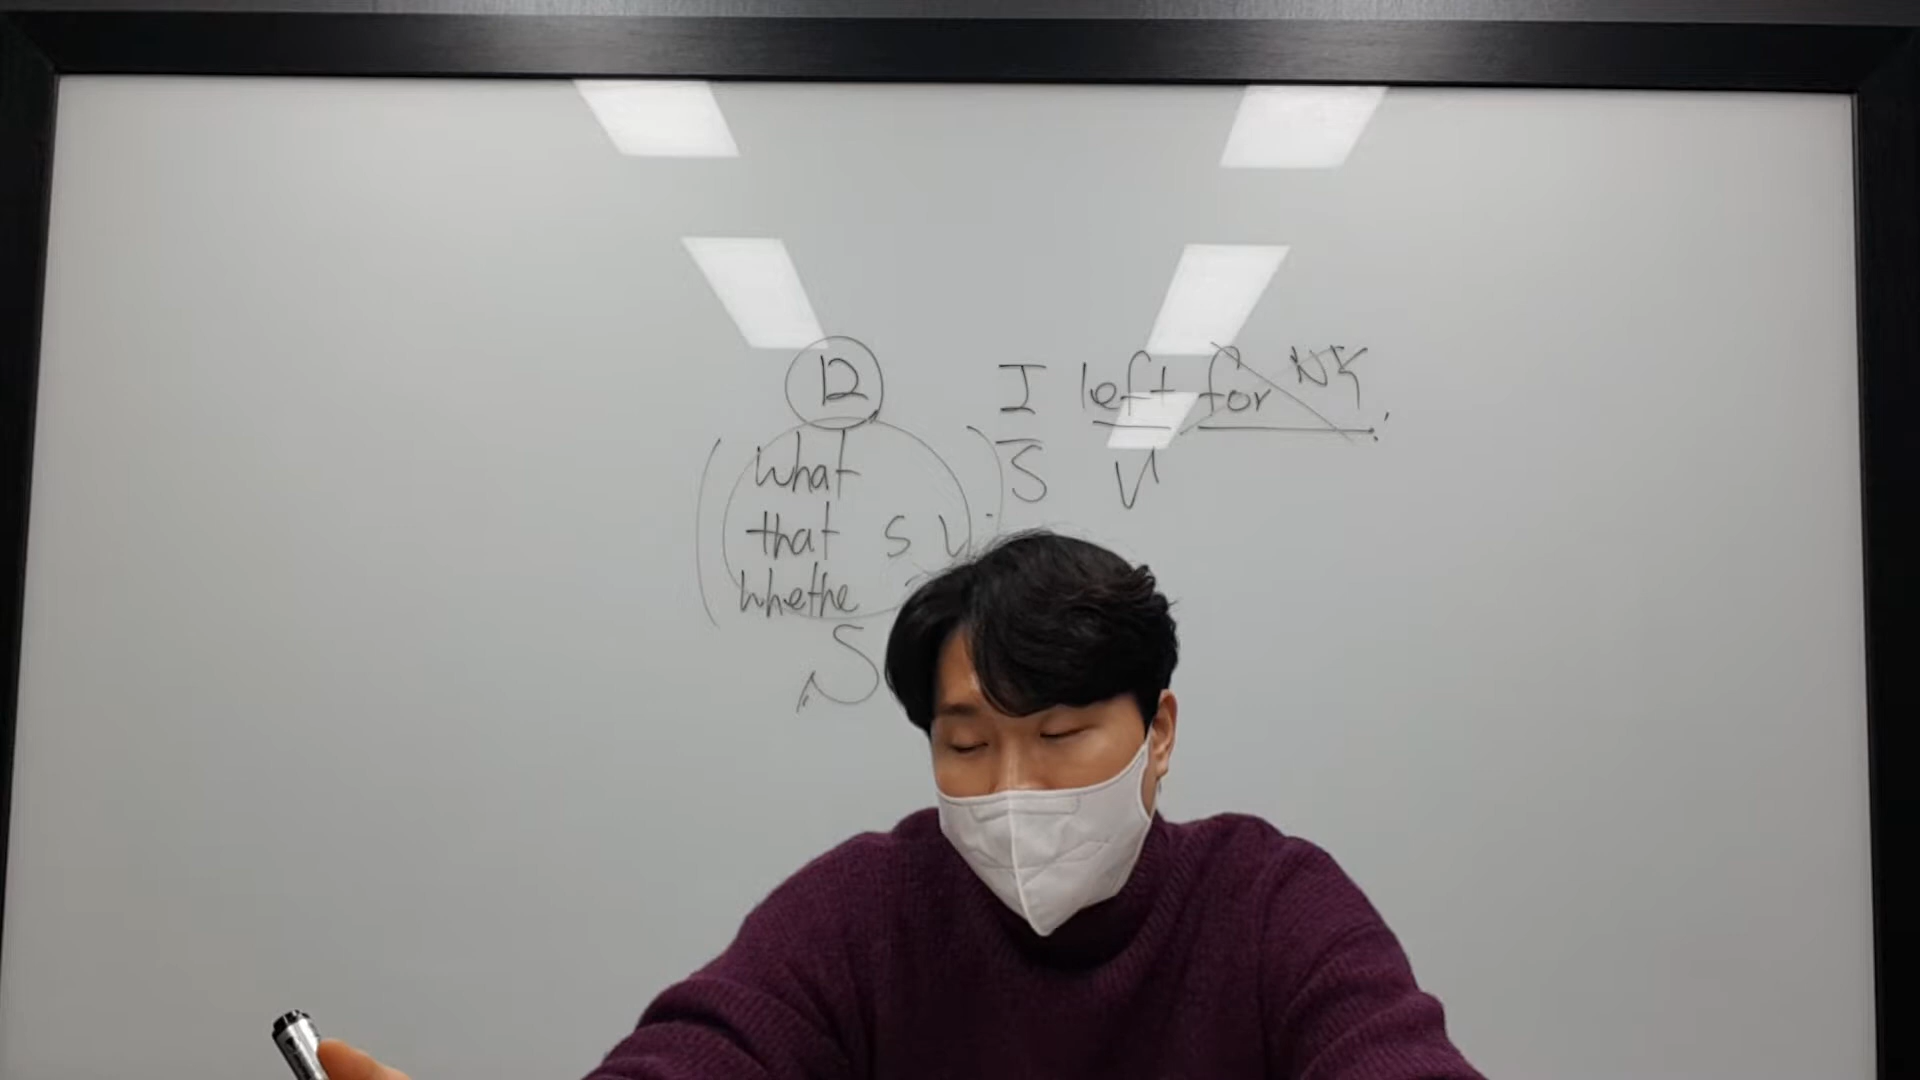 12 I left for NY.
S V
what
that S V
whethe
S